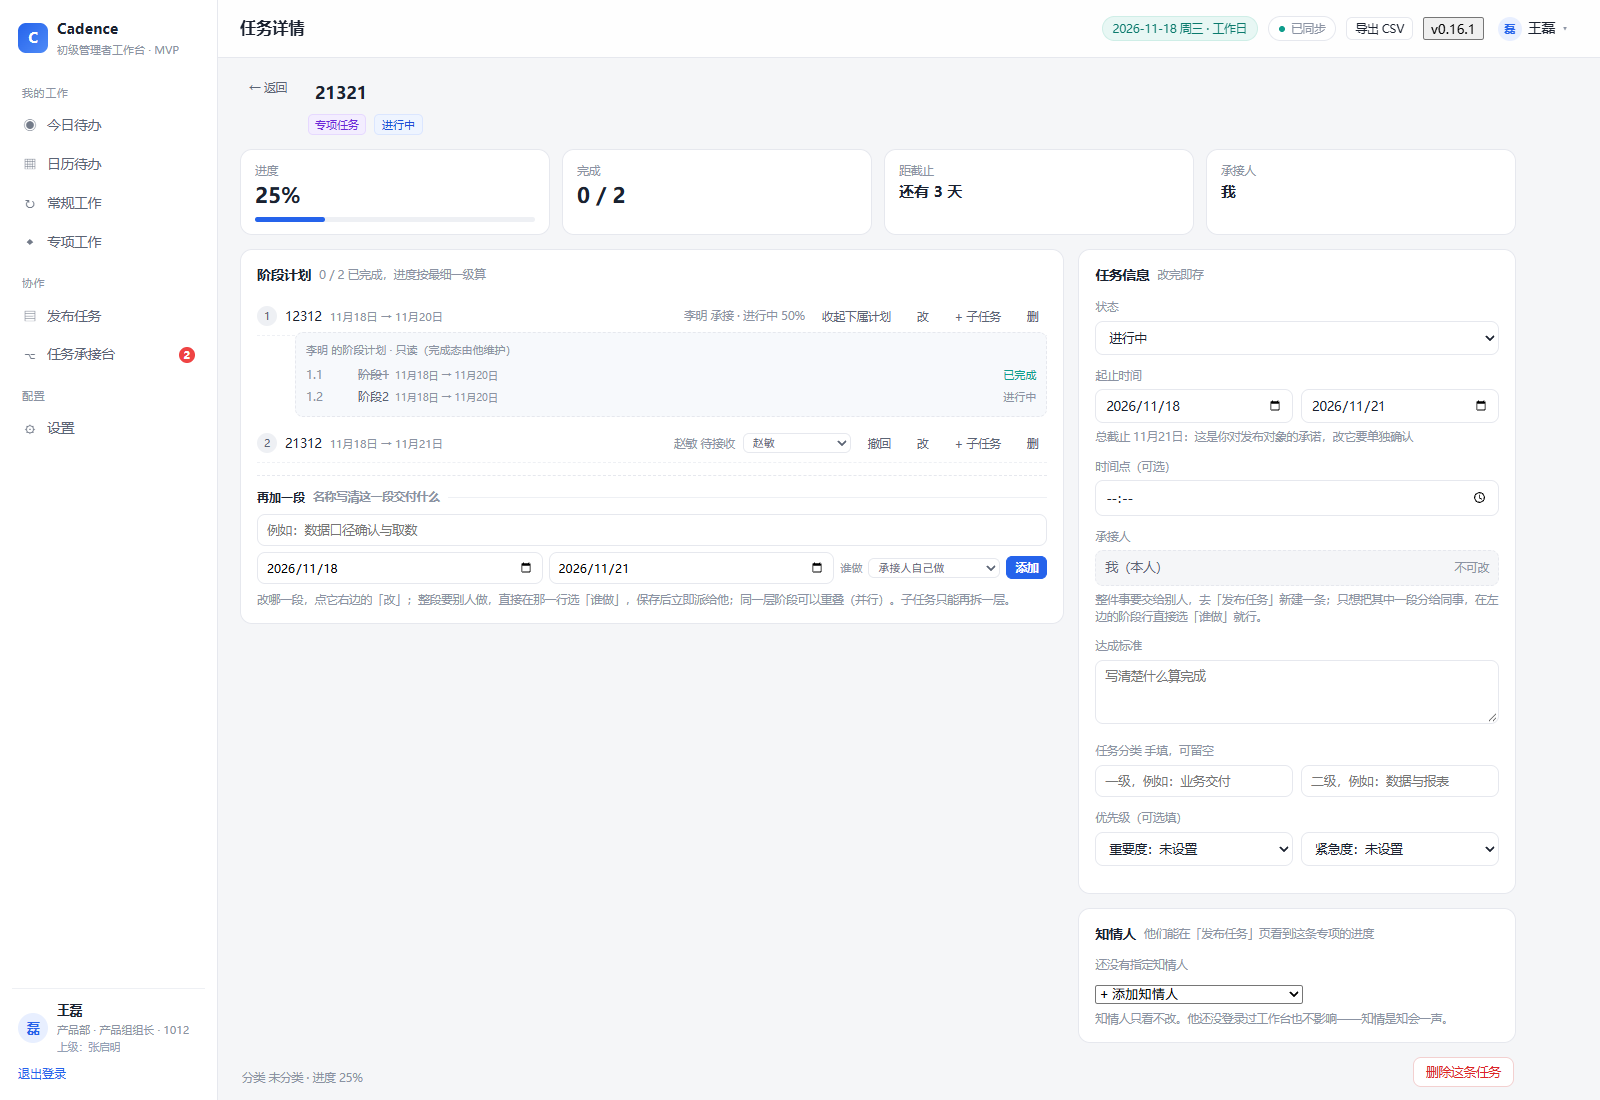 C
Cadence
初级管理者工作台 · MVP
我的工作
今日待办
日历待办
常规工作
专项工作
协作
发布任务
任务承接台
2
配置
设置
磊
王磊
产品部 · 产品组组长 · 1012
上级：张启明
退出登录
任务详情
2026-11-18 周三 · 工作日
已同步
导出 CSV
v0.16.1
磊
王磊
← 返回
21321
专项任务
进行中
进度
25%
完成
0 / 2
距截止
还有 3 天
承接人
我
阶段计划 0 / 2 已完成，进度按最细一级算
1 12312 11月18日 → 11月20日 李明 承接 · 进行中 50% 收起下属计划 改 + 子任务 删
李明 的阶段计划 · 只读（完成态由他维护）
1.1 阶段1 11月18日 → 11月20日 已完成
1.2 阶段2 11月18日 → 11月20日 进行中
2 21312 11月18日 → 11月21日 赵敏 待接收 赵敏 撤回 改 + 子任务 删
再加一段 名称写清这一段交付什么
例如：数据口径确认与取数
2026/11/18 2026/11/21 谁做 承接人自己做 添加
改哪一段，点它右边的「改」；整段要别人做，直接在那一行选「谁做」，保存后立即派给他；同一层阶段可以重叠（并行）。子任务只能再拆一层。
任务信息 改完即存
状态
进行中
起止时间
2026/11/18 2026/11/21
总截止 11月21日：这是你对发布对象的承诺，改它要单独确认
时间点（可选）
--:--
承接人
我（本人） 不可改
整件事要交给别人，去「发布任务」新建一条；只想把其中一段分给同事，在左
边的阶段行直接选「谁做」就行。
达成标准
写清楚什么算完成
任务分类 手填，可留空
一级，例如：业务交付 二级，例如：数据与报表
优先级（可选填）
重要度：未设置 紧急度：未设置
知情人 他们能在「发布任务」页看到这条专项的进度
还没有指定知情人
+ 添加知情人
知情人只看不改。他还没登录过工作台也不影响——知情是知会一声。
分类 未分类 · 进度 25%
删除这条任务